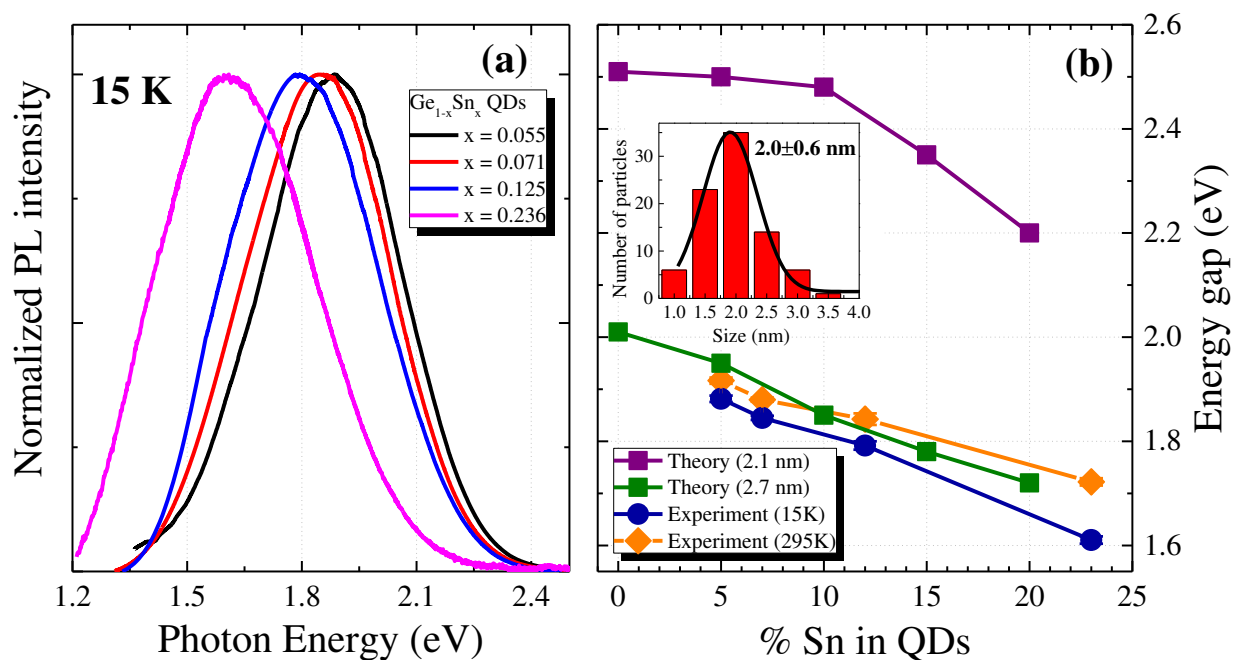 (a)
15 K
Ge1-xSnx QDs
x = 0.055
x = 0.071
x = 0.125
x = 0.236
Normalized PL intensity
1.2 1.5 1.8 2.1 2.4
Photon Energy (eV)
(b)
2.6
2.4
2.2
2.0
1.8
1.6
Energy gap (eV)
2.0±0.6 nm
Number of particles
30
20
10
0
1.0 1.5 2.0 2.5 3.0 3.5 4.0
Size (nm)
Theory (2.1 nm)
Theory (2.7 nm)
Experiment (15K)
Experiment (295K)
0 5 10 15 20 25
% Sn in QDs